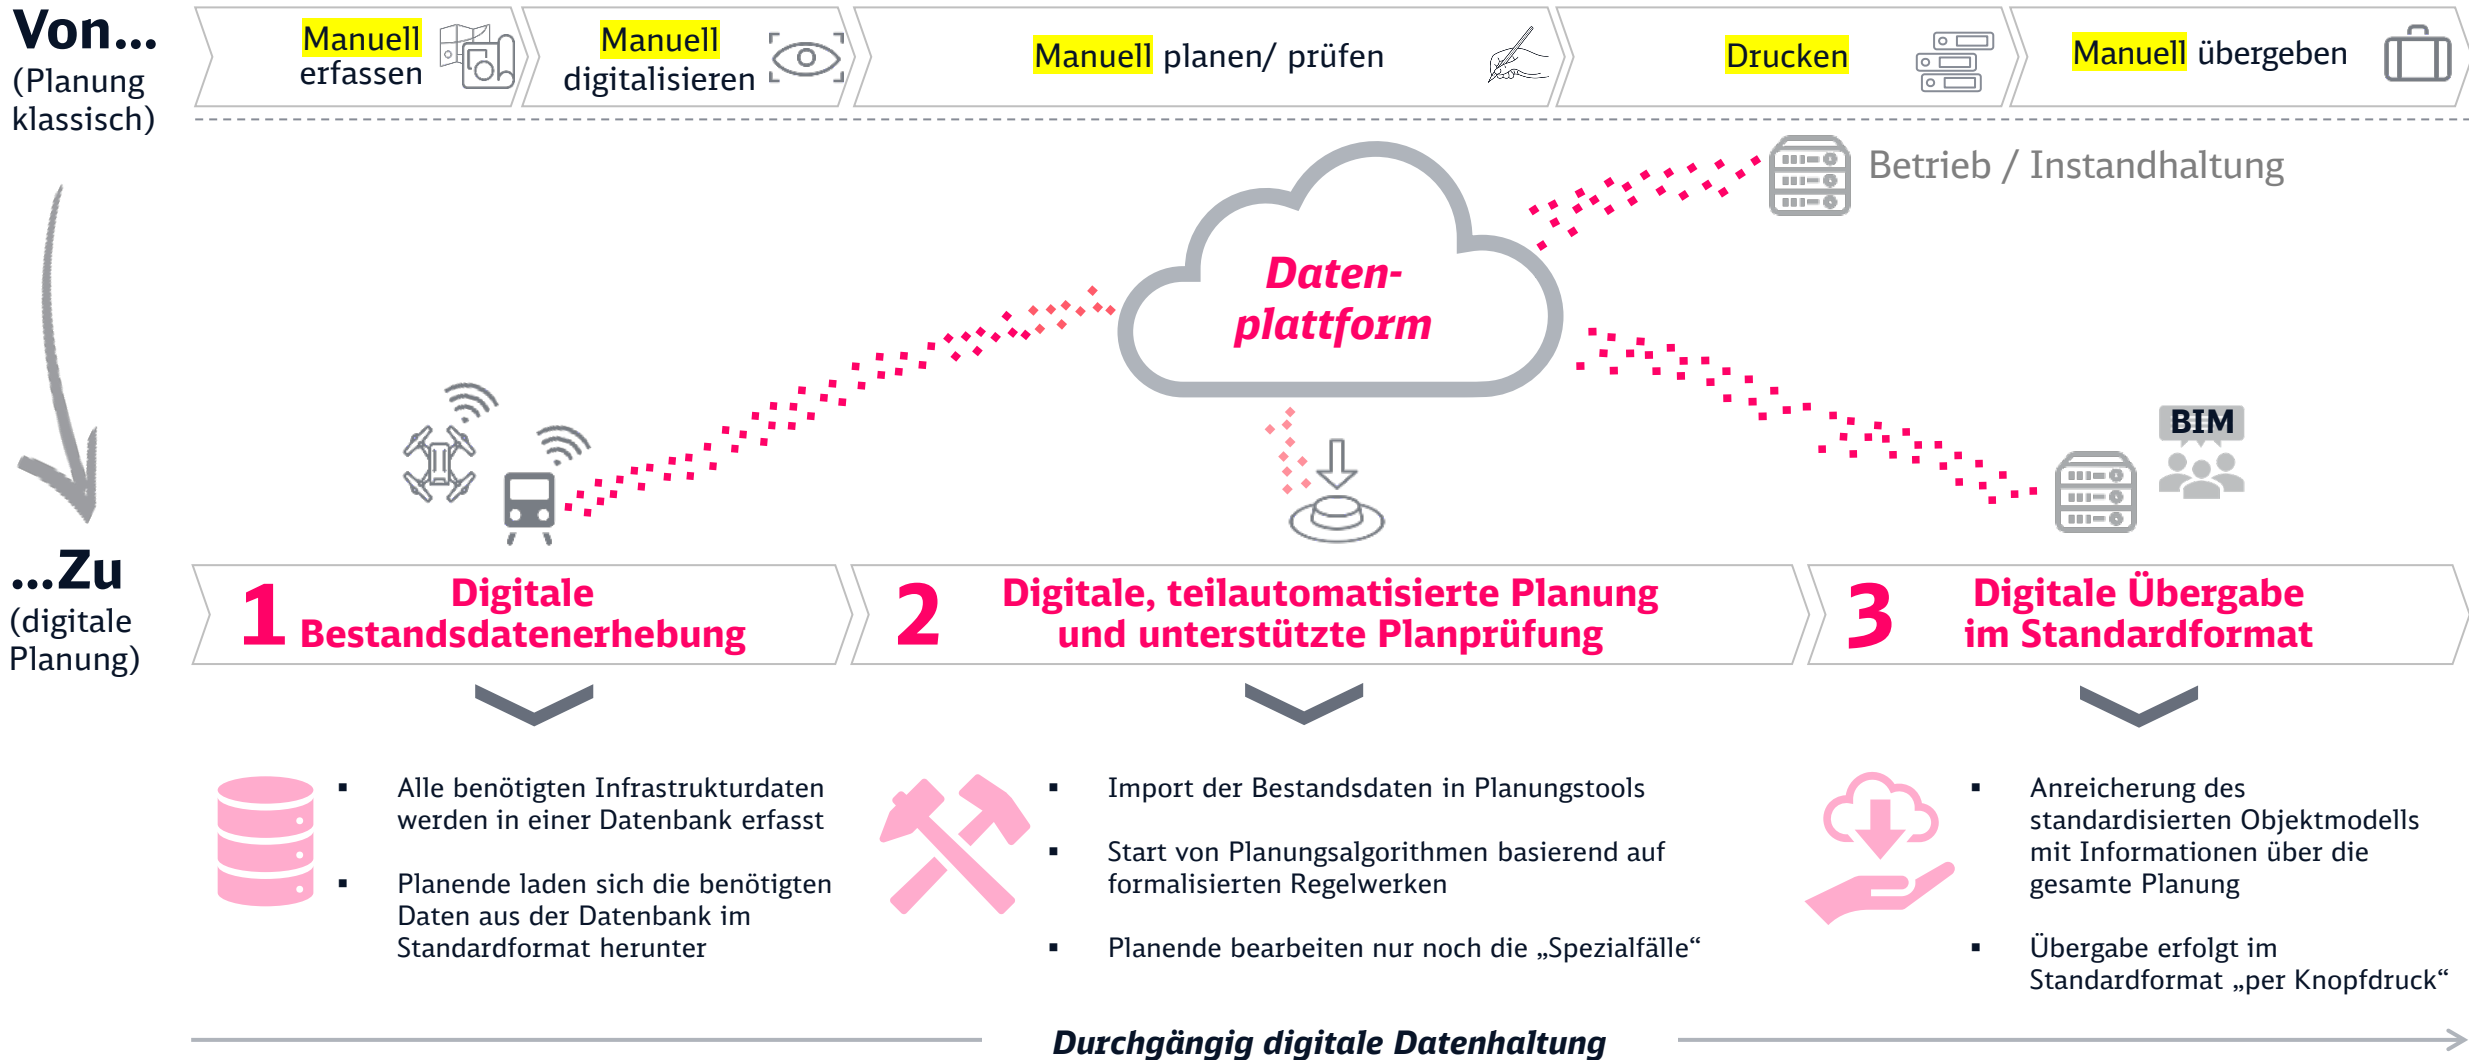 Von...
(Planung
klassisch)
Manuell
erfassen
Manuell
digitalisieren
Manuell planen/ prüfen
Drucken
Manuell übergeben
Betrieb / Instandhaltung
Daten-
plattform
BIM
...Zu
(digitale
Planung)
1 Digitale
Bestandsdatenerhebung
2 Digitale, teilautomatisierte Planung
und unterstützte Planprüfung
3 Digitale Übergabe
im Standardformat
▪ Alle benötigten Infrastrukturdaten
werden in einer Datenbank erfasst
▪ Planende laden sich die benötigten
Daten aus der Datenbank im
Standardformat herunter
▪ Import der Bestandsdaten in Planungstools
▪ Start von Planungsalgorithmen basierend auf
formalisierten Regelwerken
▪ Planende bearbeiten nur noch die „Spezialfälle“
▪ Anreicherung des
standardisierten Objektmodells
mit Informationen über die
gesamte Planung
▪ Übergabe erfolgt im
Standardformat „per Knopfdruck“
Durchgängig digitale Datenhaltung